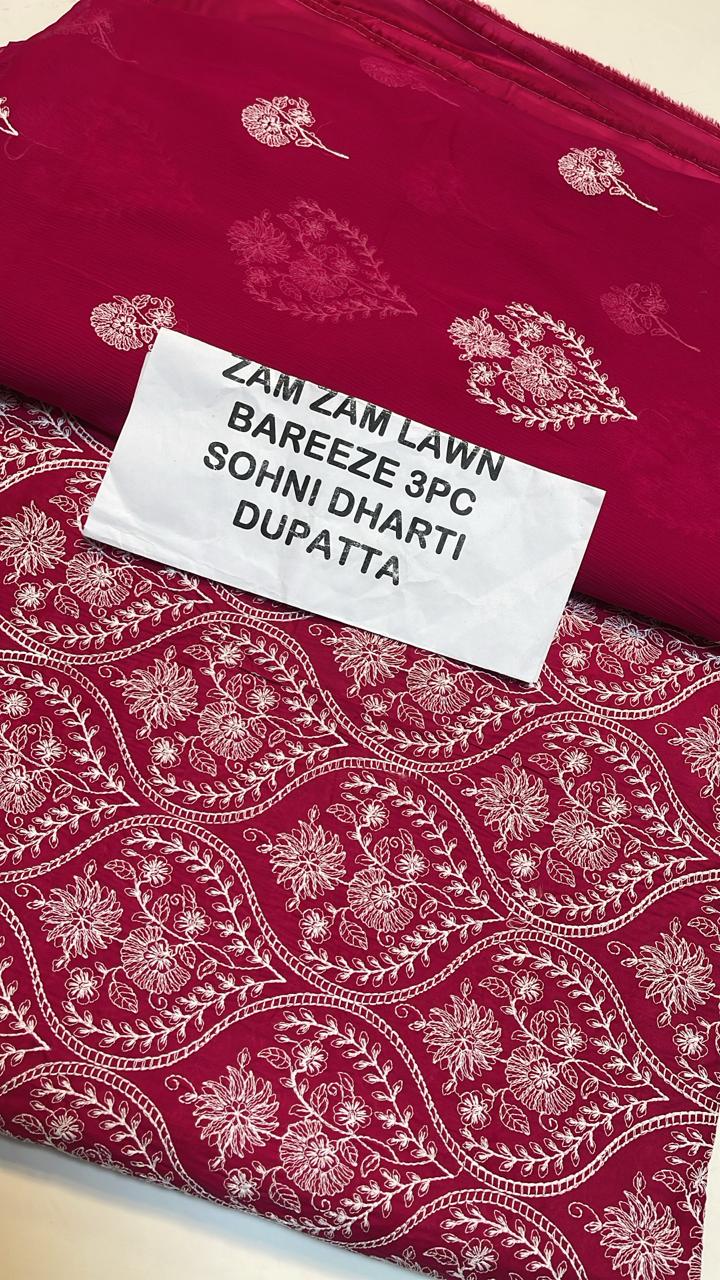 ZAM ZAM LAWN
BAREEZE 3PC
SOHNI DHARTI
DUPATTA